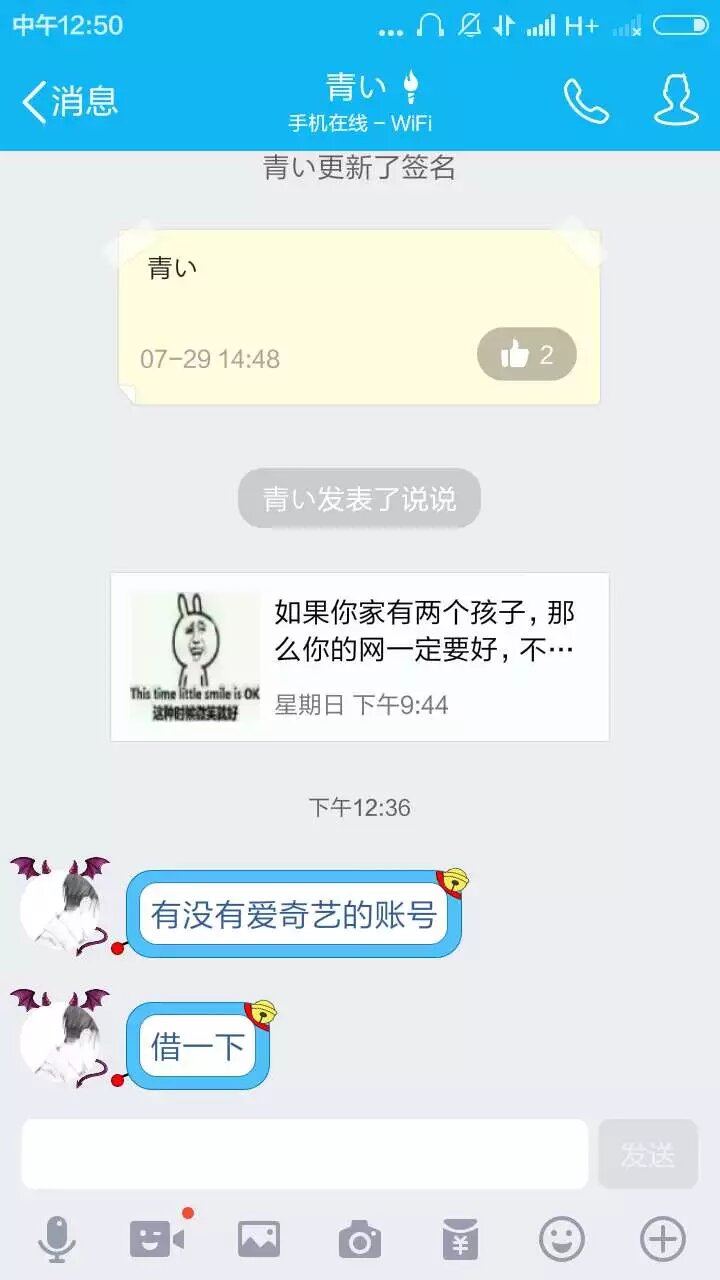 中午12:50
... H+
消息
青い
手机在线 – WiFi
青い更新了签名
青い
07-29 14:48
2
青い发表了说说
如果你家有两个孩子，那
么你的网一定要好，不…
This time little smile is OK
这种时候微笑就好
星期日 下午9:44
下午12:36
有没有爱奇艺的账号
借一下
发送